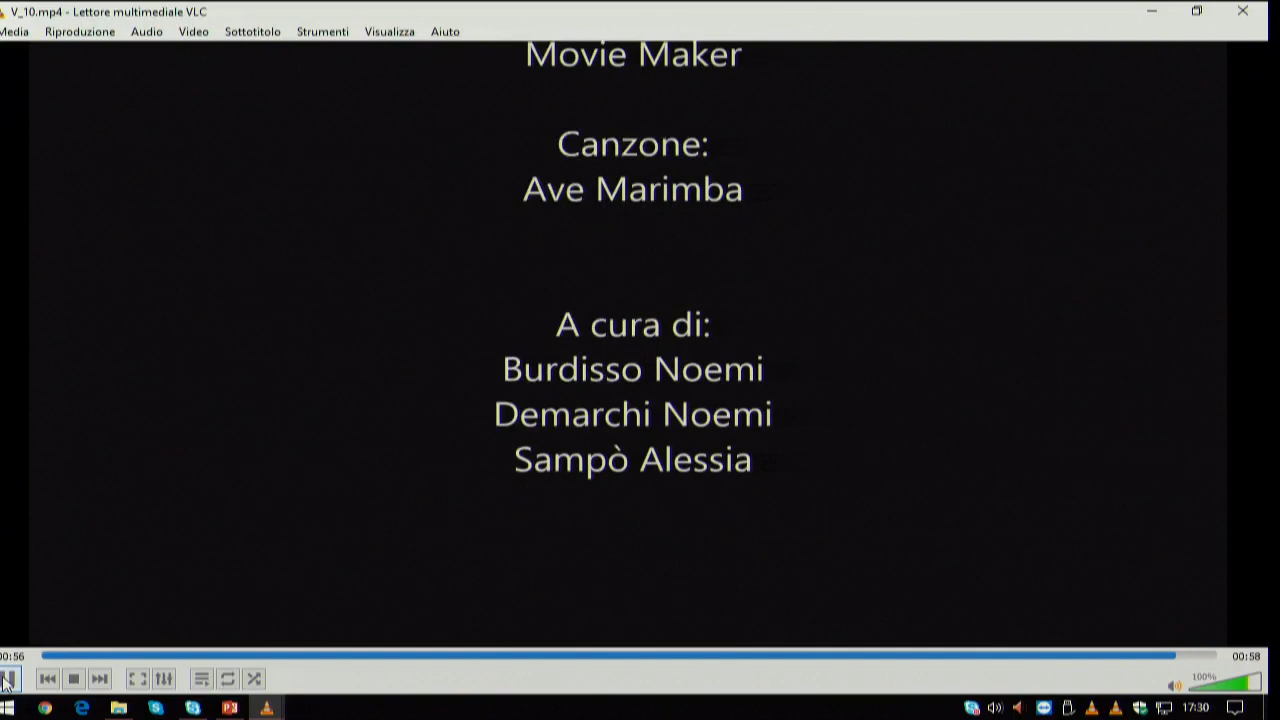 V_10.mp4 - Lettore multimediale VLC
Media Riproduzione Audio Video Sottotitolo Strumenti Visualizza Aiuto
Movie Maker
Canzone:
Ave Marimba
A cura di:
Burdisso Noemi
Demarchi Noemi
Sampò Alessia
00:56 00:58
100%
17:30